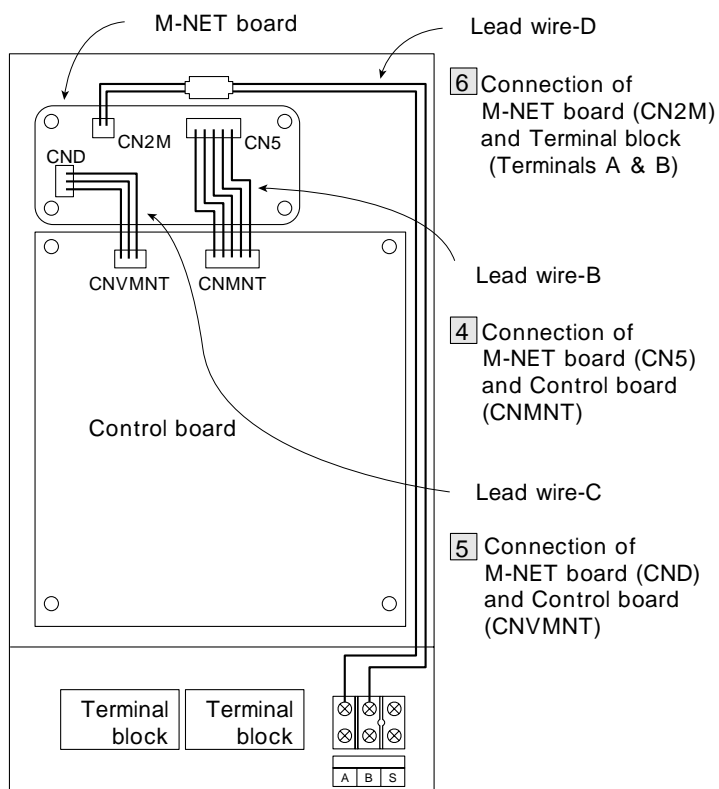 M-NET board
Lead wire-D
6 Connection of
M-NET board (CN2M)
and Terminal block
(Terminals A & B)
CN2M
CN5
CND
CNVMNT
CNMNT
Lead wire-B
4 Connection of
M-NET board (CN5)
and Control board
(CNMNT)
Control board
Lead wire-C
5 Connection of
M-NET board (CND)
and Control board
(CNVMNT)
Terminal
block
Terminal
block
A B S